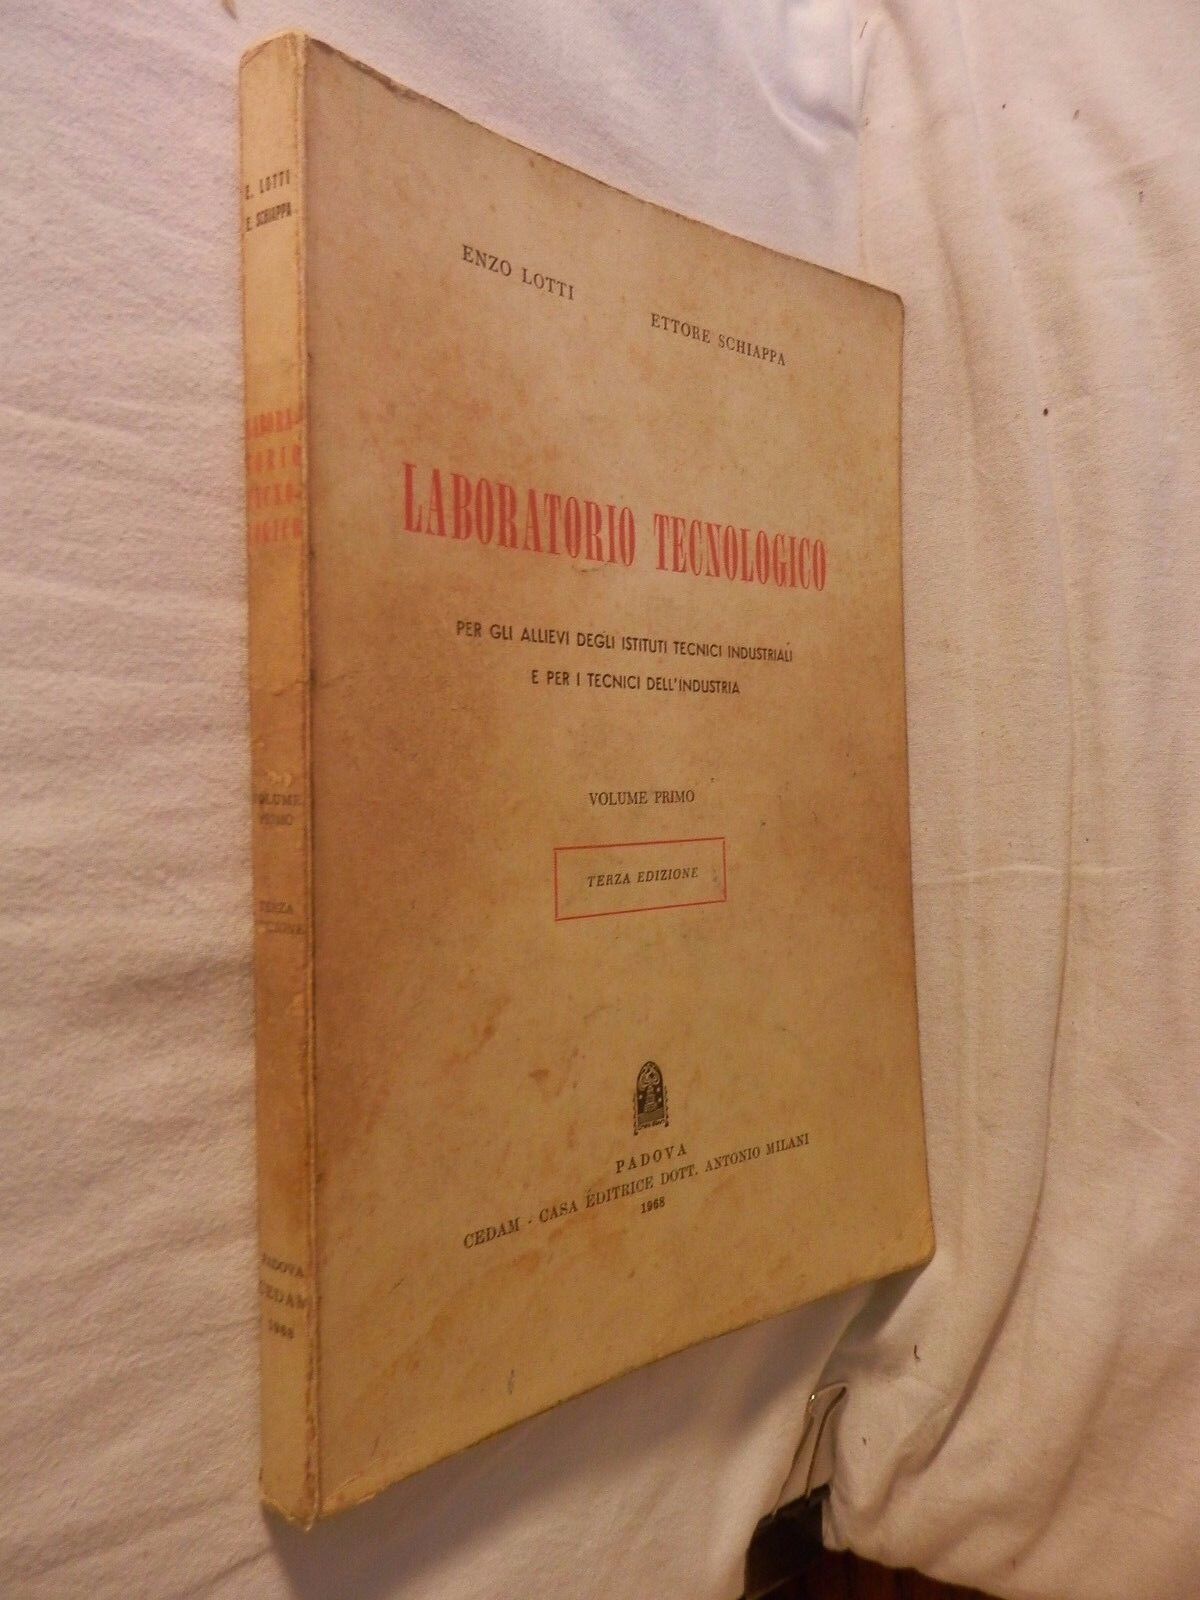 E. LOTTI
E. SCHIAPPA
VOLUME
PRIMO
TERZA
PADOVA
CEDAM
1968
ENZO LOTTI
ETTORE SCHIAPPA
LABORATORIO TECNOLOGICO
PER GLI ALLIEVI DEGLI ISTITUTI TECNICI INDUSTRIALI
E PER I TECNICI DELL'INDUSTRIA
VOLUME PRIMO
TERZA EDIZIONE
PADOVA
CEDAM - CASA EDITRICE DOTT. ANTONIO MILANI
1968